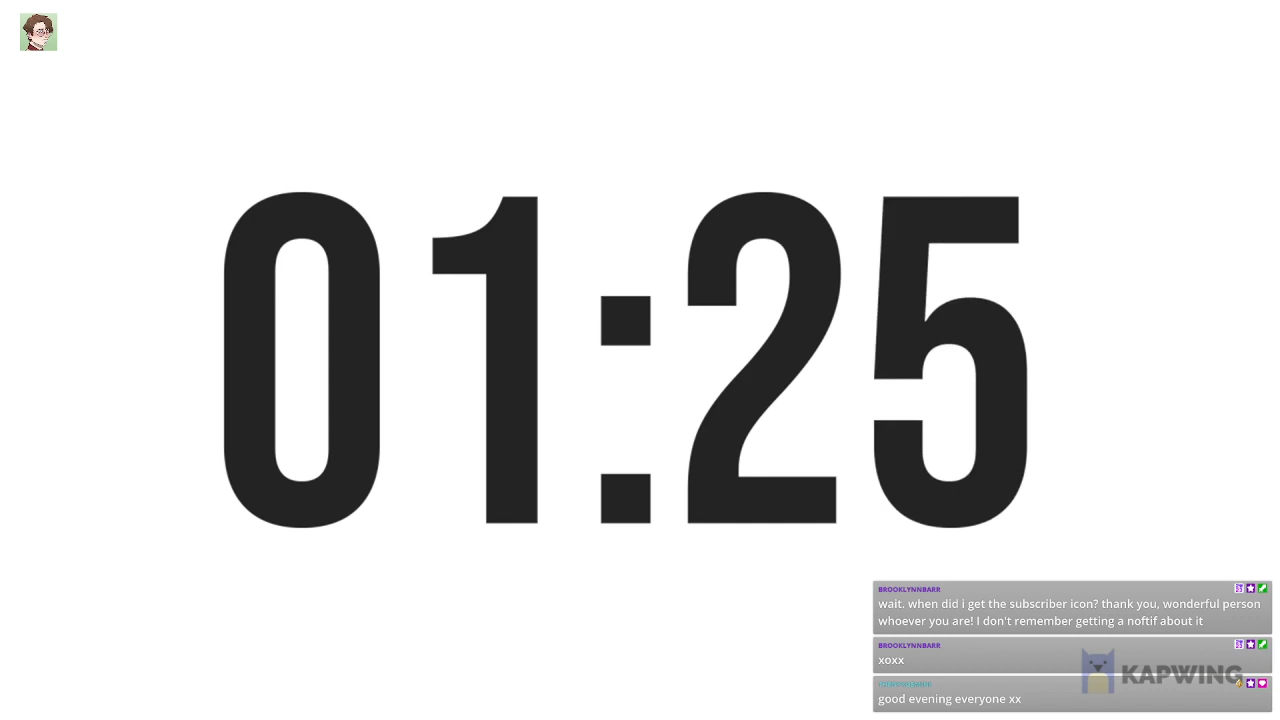 01:25
BROOKLYNNBARR
wait. when did i get the subscriber icon? thank you, wonderful person
whoever you are! I don't remember getting a noftif about it
BROOKLYNNBARR
xoxx
KAPWING
good evening everyone xx